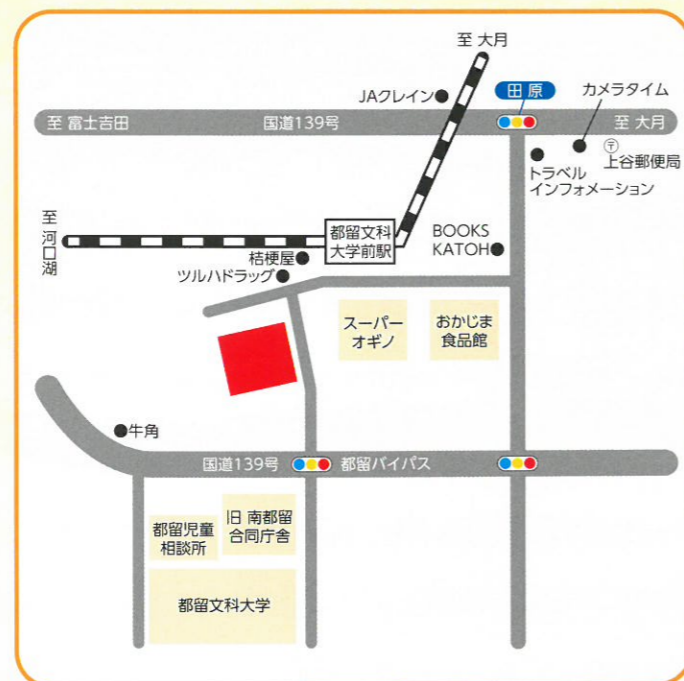 至 大月
JAクレイン
田原
カメラタイム
至 富士吉田
国道139号
至 大月
〒
上谷郵便局
トラベル
インフォメーション
至 河口湖
都留文科
大学前駅
BOOKS
KATOH
桔梗屋
ツルハドラッグ
スーパー
オギノ
おかじま
食品館
牛角
国道139号
都留バイパス
都留児童
相談所
旧 南都留
合同庁舎
都留文科大学